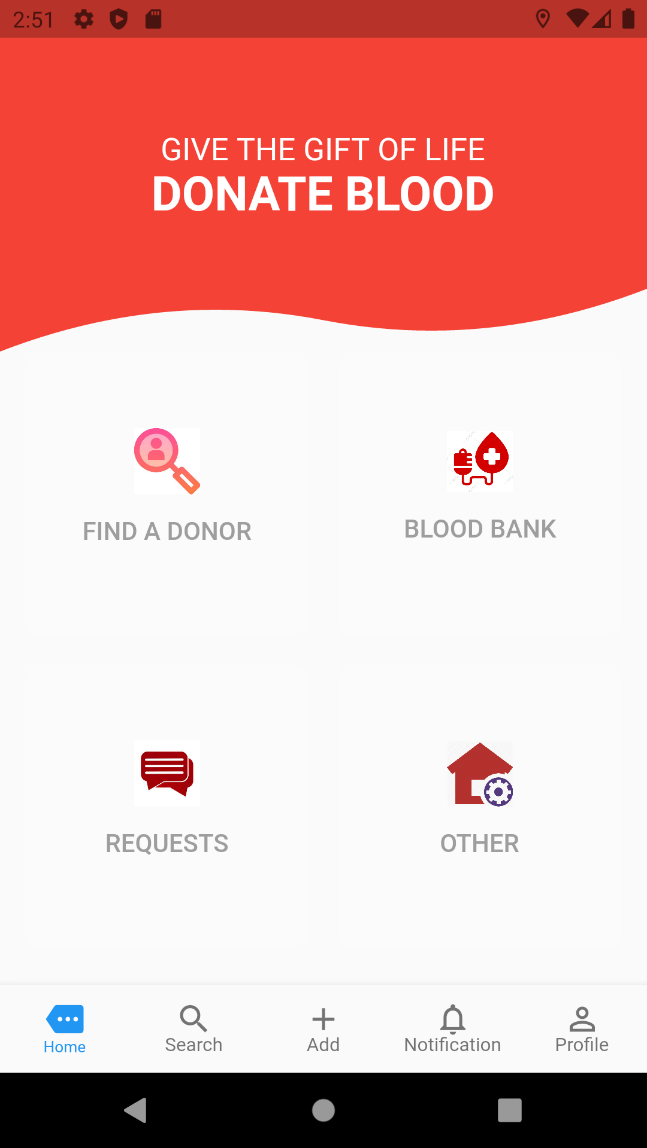 2:51
GIVE THE GIFT OF LIFE
DONATE BLOOD
FIND A DONOR
BLOOD BANK
REQUESTS
OTHER
Home
Search
Add
Notification
Profile